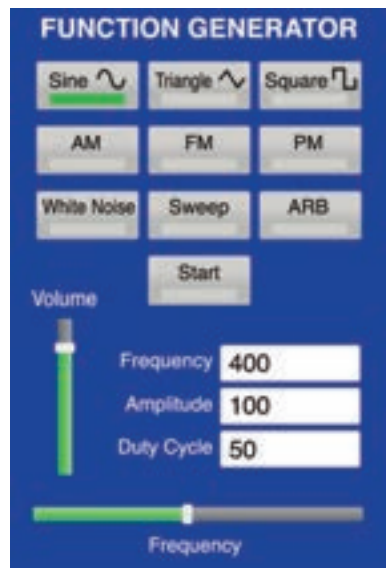 FUNCTION GENERATOR
Sine Triangle Square
AM FM PM
White Noise Sweep ARB
Start
Volume
Frequency 400
Amplitude 100
Duty Cycle 50
Frequency